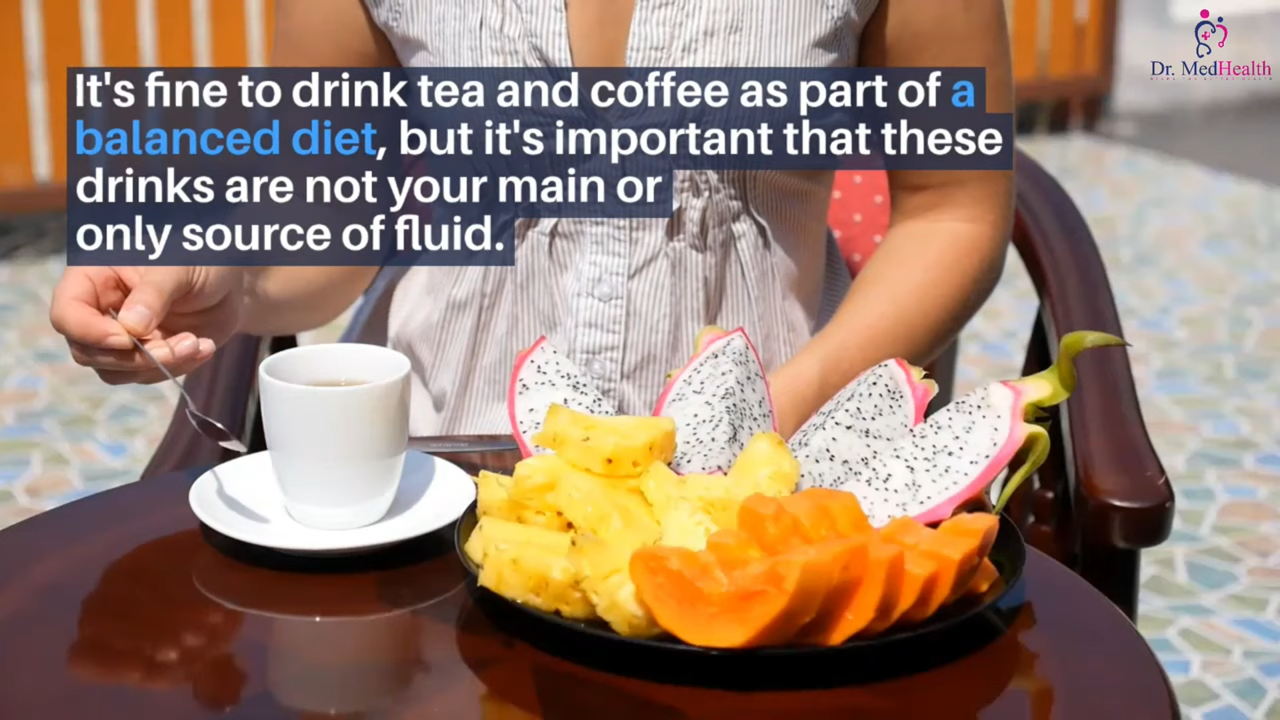 Dr. MedHealth
It's fine to drink tea and coffee as part of a
balanced diet, but it's important that these
drinks are not your main or
only source of fluid.